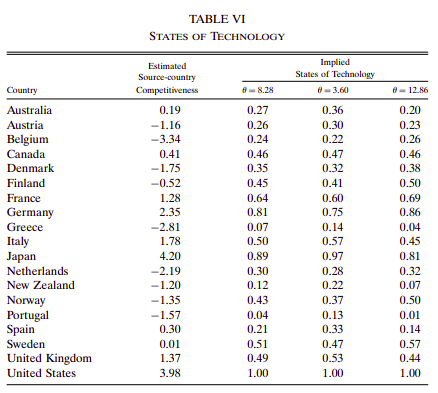 TABLE VI
STATES OF TECHNOLOGY
Estimated Source-country Competitiveness Implied States of Technology
Country θ = 8.28 θ = 3.60 θ = 12.86
Australia 0.19 0.27 0.36 0.20
Austria −1.16 0.26 0.30 0.23
Belgium −3.34 0.24 0.22 0.26
Canada 0.41 0.46 0.47 0.46
Denmark −1.75 0.35 0.32 0.38
Finland −0.52 0.45 0.41 0.50
France 1.28 0.64 0.60 0.69
Germany 2.35 0.81 0.75 0.86
Greece −2.81 0.07 0.14 0.04
Italy 1.78 0.50 0.57 0.45
Japan 4.20 0.89 0.97 0.81
Netherlands −2.19 0.30 0.28 0.32
New Zealand −1.20 0.12 0.22 0.07
Norway −1.35 0.43 0.37 0.50
Portugal −1.57 0.04 0.13 0.01
Spain 0.30 0.21 0.33 0.14
Sweden 0.01 0.51 0.47 0.57
United Kingdom 1.37 0.49 0.53 0.44
United States 3.98 1.00 1.00 1.00